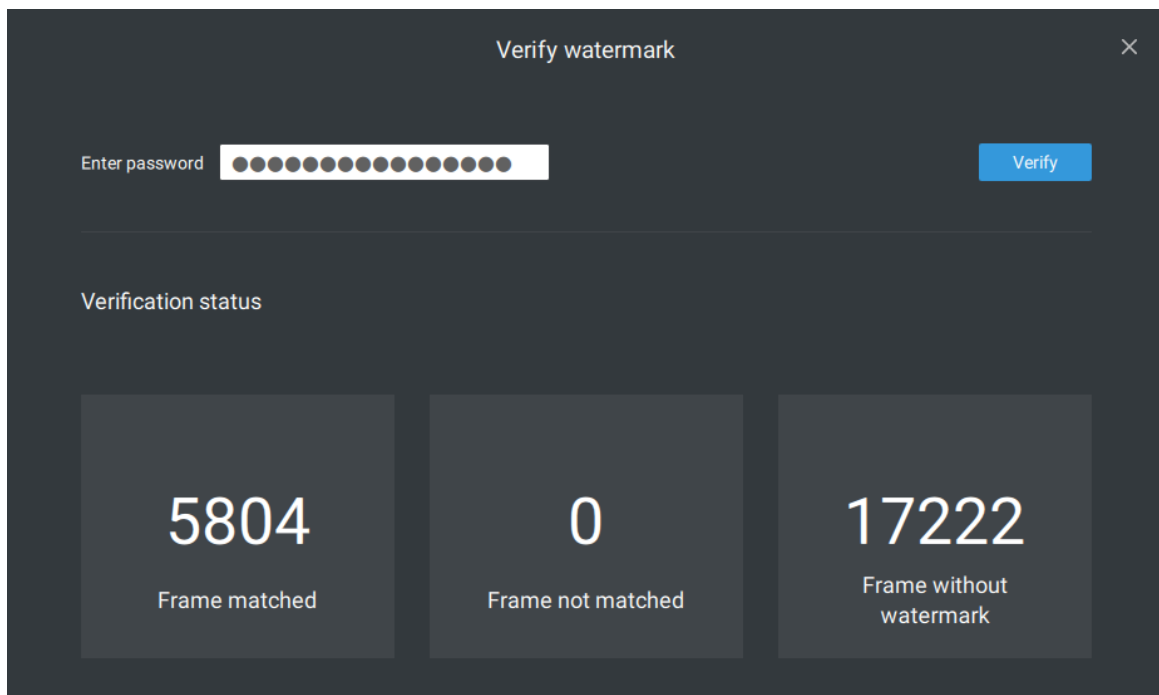 Verify watermark
Enter password
Verify
Verification status
5804
Frame matched
0
Frame not matched
17222
Frame without
watermark